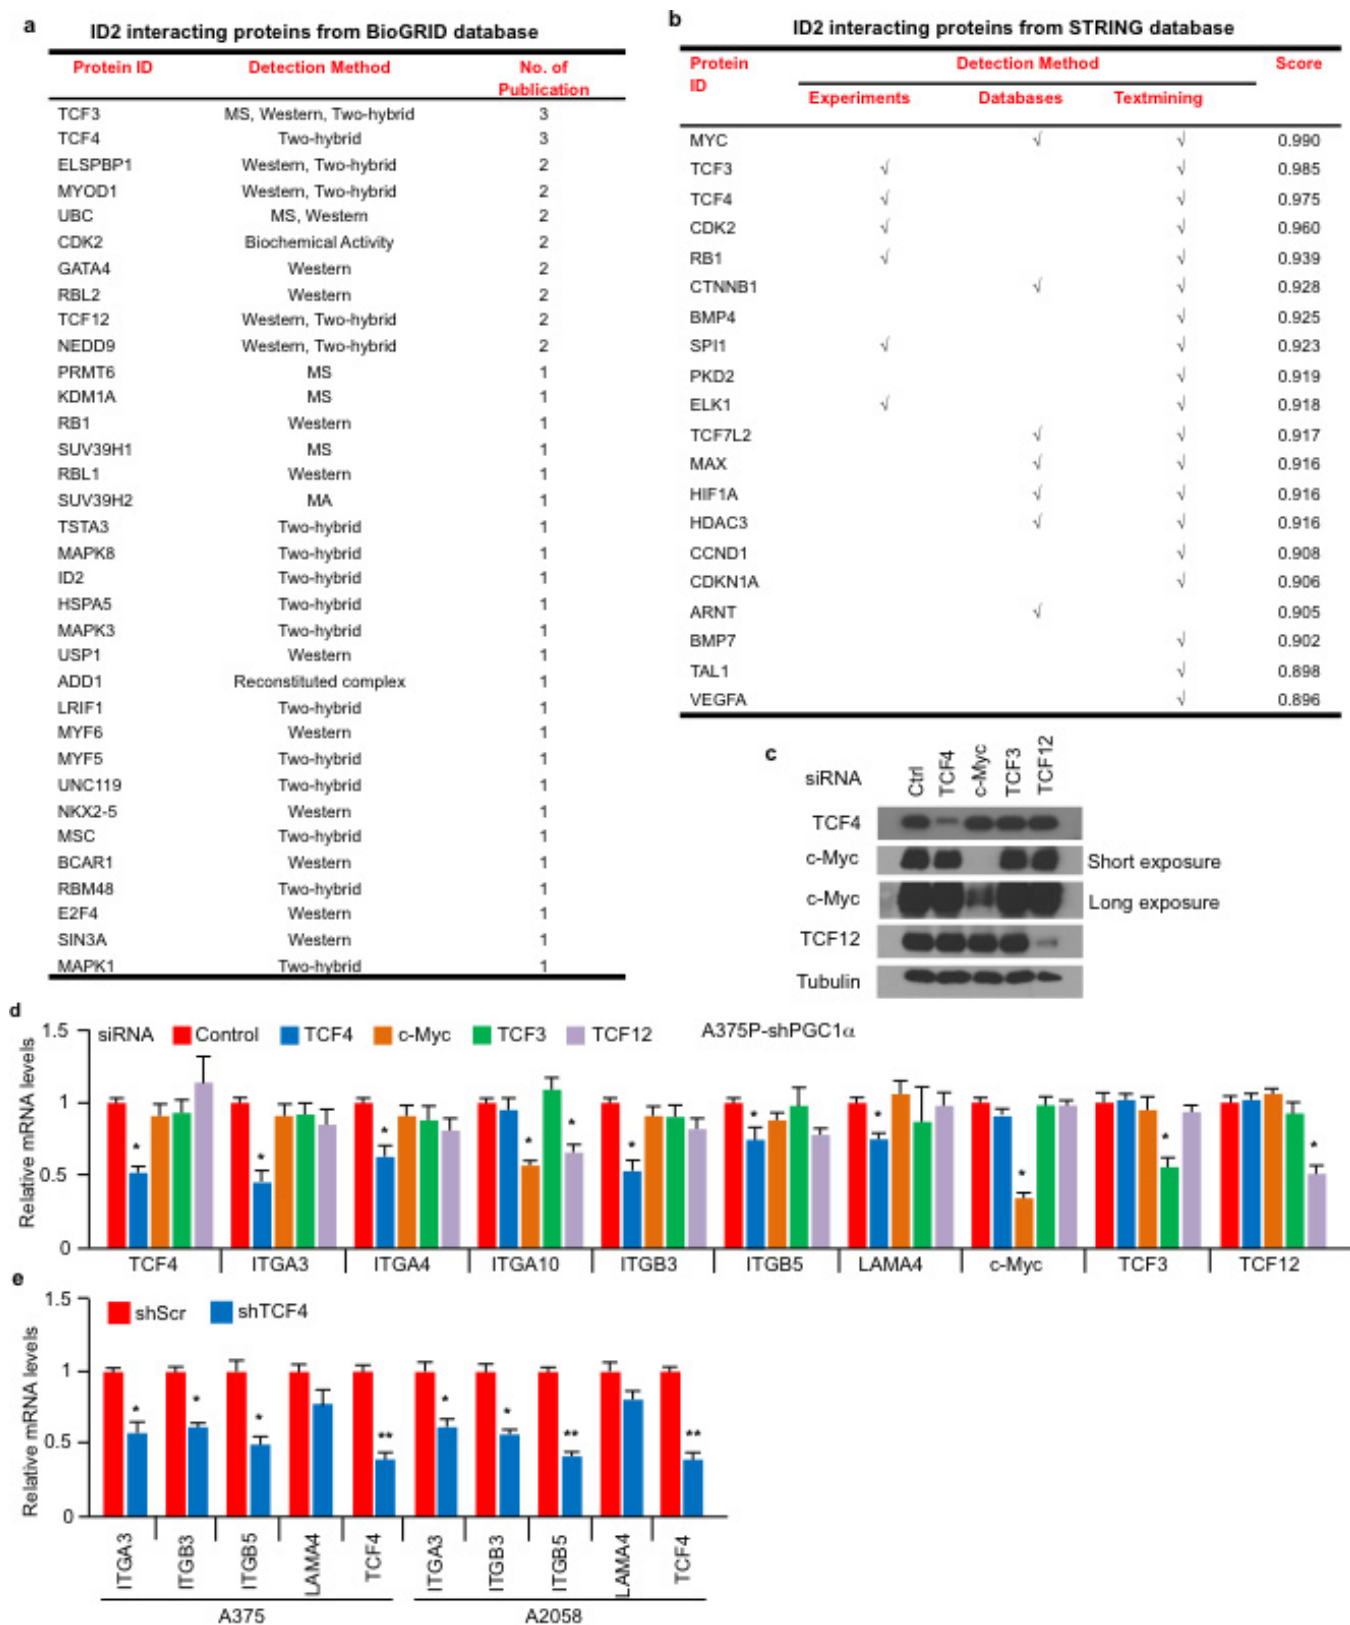 a
ID2 interacting proteins from BioGRID database
Protein ID Detection Method No. of
Publication
TCF3 MS, Western, Two-hybrid 3
TCF4 Two-hybrid 3
ELSPBP1 Western, Two-hybrid 2
MYOD1 Western, Two-hybrid 2
UBC MS, Western 2
CDK2 Biochemical Activity 2
GATA4 Western 2
RBL2 Western 2
TCF12 Western, Two-hybrid 2
NEDD9 Western, Two-hybrid 2
PRMT6 MS 1
KDM1A MS 1
RB1 Western 1
SUV39H1 MS 1
RBL1 Western 1
SUV39H2 MA 1
TSTA3 Two-hybrid 1
MAPK8 Two-hybrid 1
ID2 Two-hybrid 1
HSPA5 Two-hybrid 1
MAPK3 Two-hybrid 1
USP1 Western 1
ADD1 Reconstituted complex 1
LRIF1 Two-hybrid 1
MYF6 Western 1
MYF5 Two-hybrid 1
UNC119 Two-hybrid 1
NKX2-5 Western 1
MSC Two-hybrid 1
BCAR1 Western 1
RBM48 Two-hybrid 1
E2F4 Western 1
SIN3A Western 1
MAPK1 Two-hybrid 1
b
ID2 interacting proteins from STRING database
Protein Detection Method Score
ID
Experiments Databases Textmining
MYC √ √ 0.990
TCF3 √ √ 0.985
TCF4 √ √ 0.975
CDK2 √ √ 0.960
RB1 √ √ 0.939
CTNNB1 √ √ 0.928
BMP4 √ 0.925
SPI1 √ √ 0.923
PKD2 √ 0.919
ELK1 √ √ 0.918
TCF7L2 √ √ 0.917
MAX √ √ 0.916
HIF1A √ √ 0.916
HDAC3 √ √ 0.916
CCND1 √ 0.908
CDKN1A √ 0.906
ARNT √ 0.905
BMP7 √ 0.902
TAL1 √ 0.898
VEGFA √ 0.896
c
siRNA Ctrl TCF4 c-Myc TCF3 TCF12
TCF4
c-Myc Short exposure
c-Myc Long exposure
TCF12
Tubulin
d
Relative mRNA levels
1.5
1
0.5
0
siRNA Control TCF4 c-Myc TCF3 TCF12 A375P-shPGC1α
* * * * * * * * * * *
TCF4 ITGA3 ITGA4 ITGA10 ITGB3 ITGB5 LAMA4 c-Myc TCF3 TCF12
e
Relative mRNA levels
1.5
1
0.5
0
shScr shTCF4
* * * ** * * ** **
ITGA3 ITGB3 ITGB5 LAMA4 TCF4 ITGA3 ITGB3 ITGB5 LAMA4 TCF4
A375 A2058